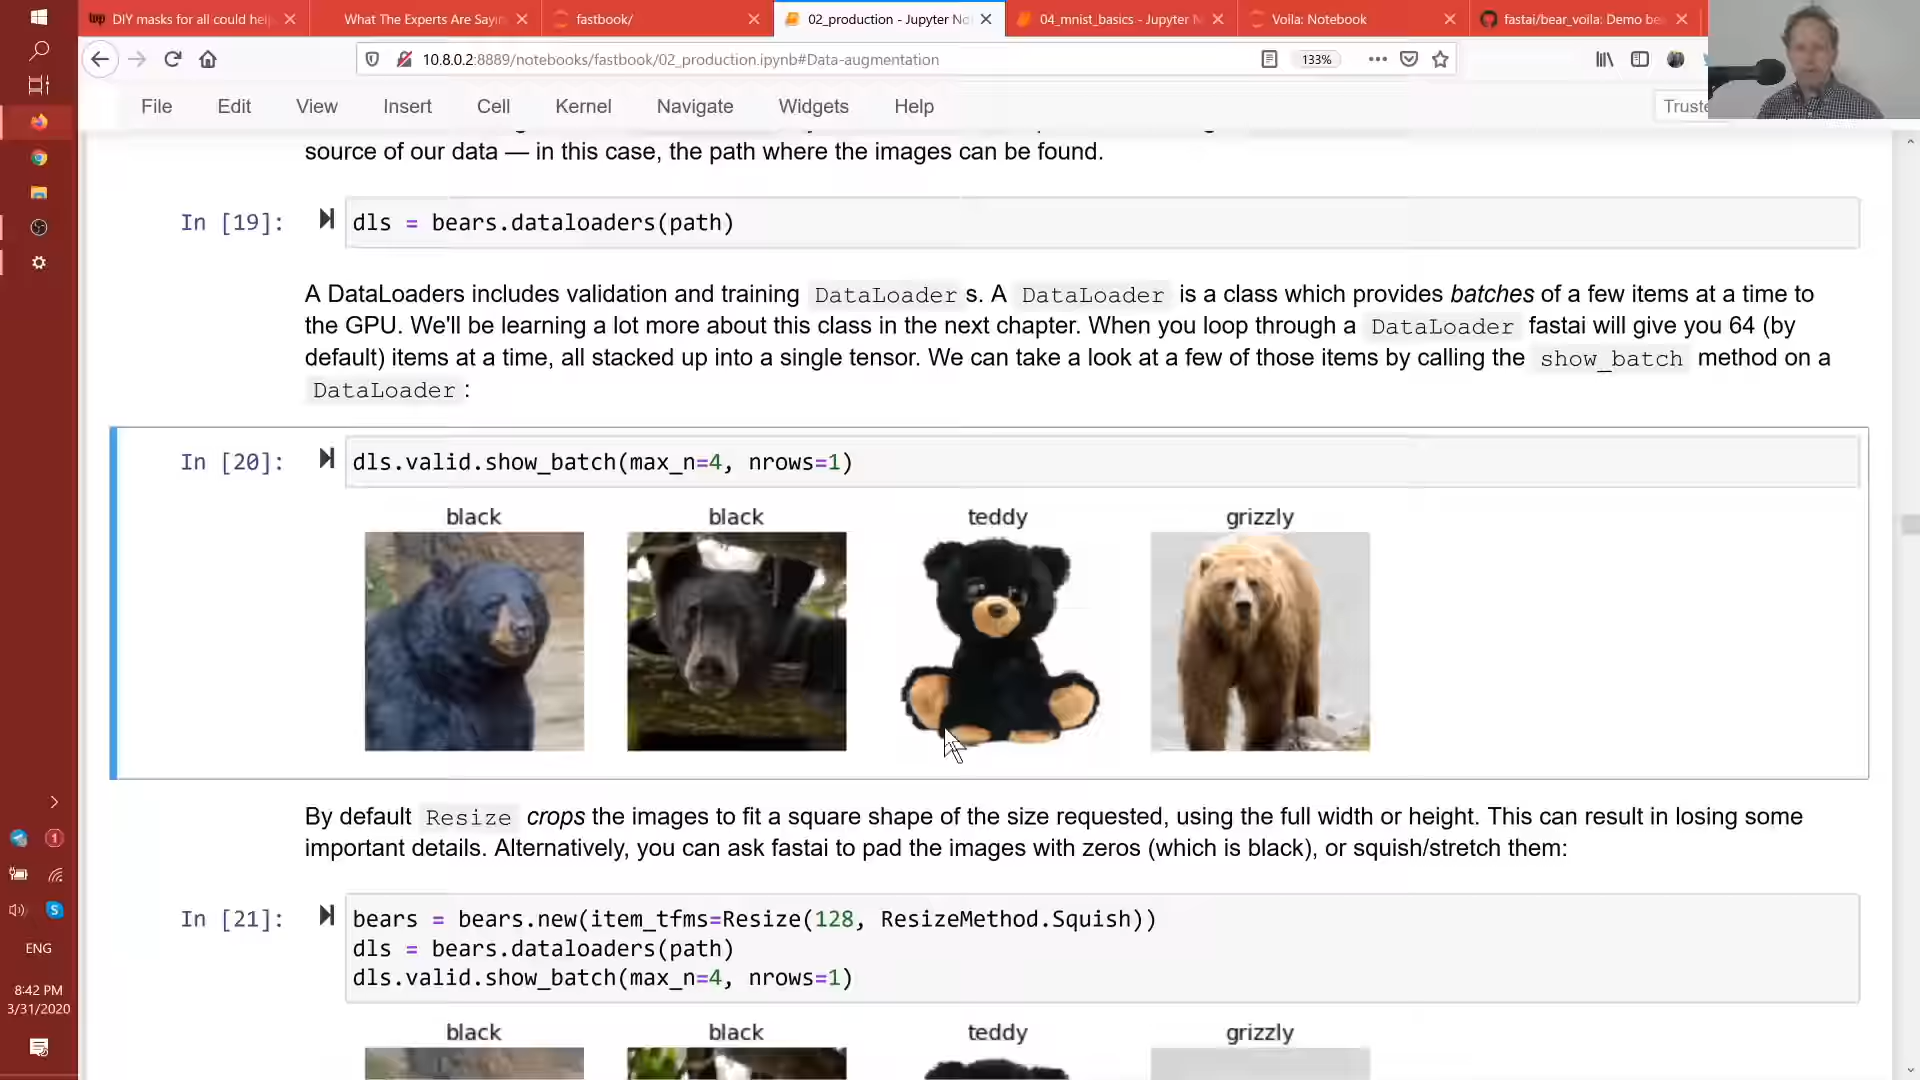 DIY masks for all could hel
What The Experts Are Sayin
fastbook/
02_production - Jupyter No
04_mnist_basics - Jupyter N
Voila: Notebook
fastai/bear_voila: Demo be
10.8.0.2:8889/notebooks/fastbook/02_production.ipynb#Data-augmentation
133%
File Edit View Insert Cell Kernel Navigate Widgets Help
Truste
source of our data — in this case, the path where the images can be found.
In [19]: dls = bears.dataloaders(path)
A DataLoaders includes validation and training DataLoader s. A DataLoader is a class which provides batches of a few items at a time to
the GPU. We'll be learning a lot more about this class in the next chapter. When you loop through a DataLoader fastai will give you 64 (by
default) items at a time, all stacked up into a single tensor. We can take a look at a few of those items by calling the show_batch method on a
DataLoader :
In [20]: dls.valid.show_batch(max_n=4, nrows=1)
black black teddy grizzly
By default Resize crops the images to fit a square shape of the size requested, using the full width or height. This can result in losing some
important details. Alternatively, you can ask fastai to pad the images with zeros (which is black), or squish/stretch them:
In [21]: bears = bears.new(item_tfms=Resize(128, ResizeMethod.Squish))
dls = bears.dataloaders(path)
dls.valid.show_batch(max_n=4, nrows=1)
black black teddy grizzly
1
ENG
8:42 PM
3/31/2020